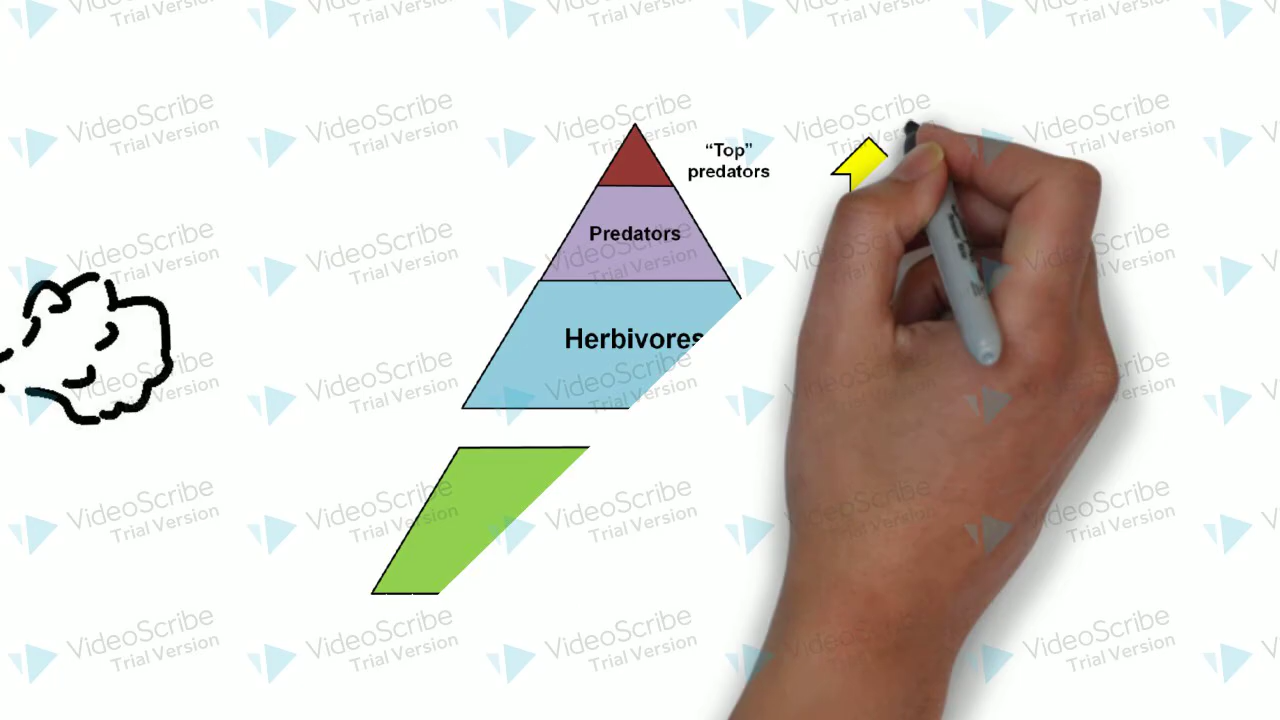 VideoScribe
Trial Version
“Top”
predators
Predators
Herbivores